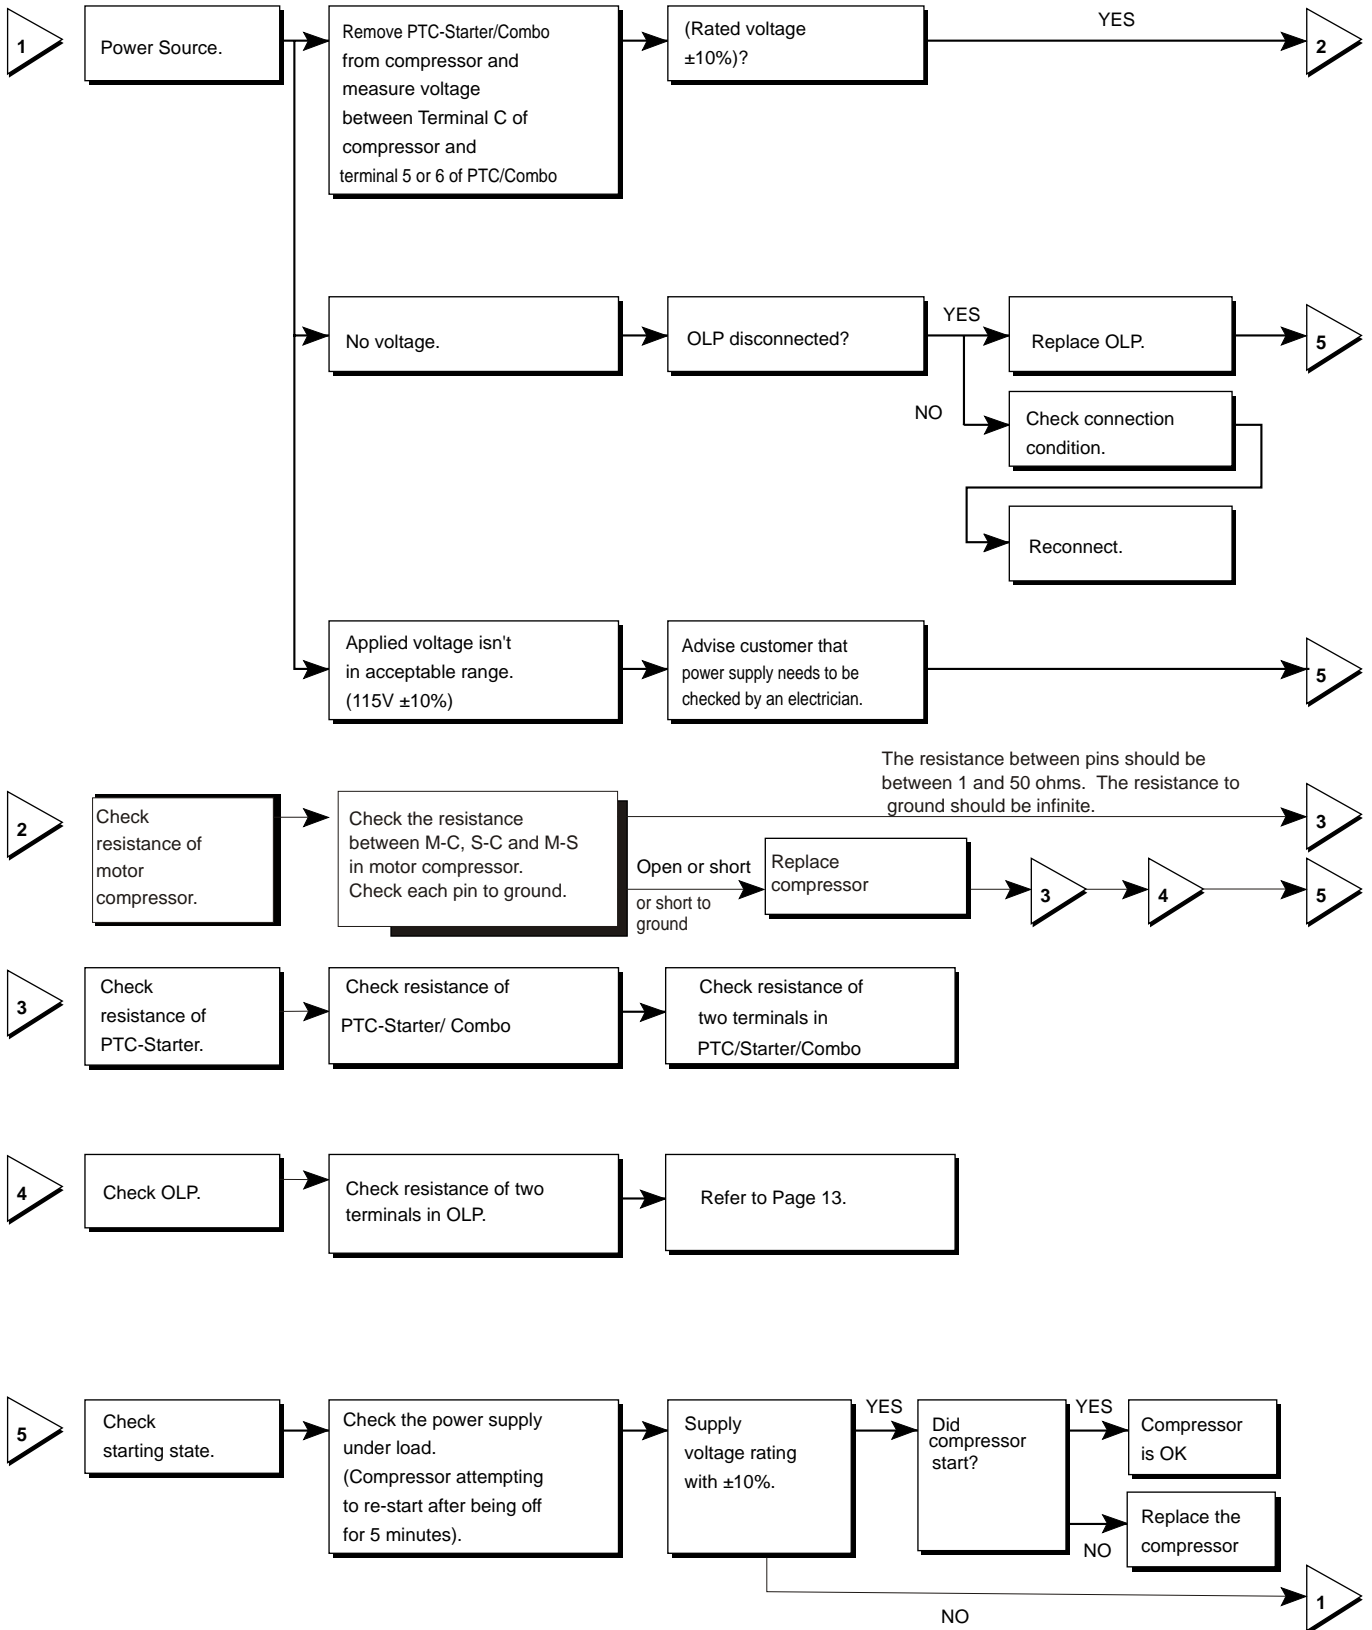 1
Power Source.
Remove PTC-Starter/Combo
from compressor and
measure voltage
between Terminal C of
compressor and
terminal 5 or 6 of PTC/Combo
(Rated voltage
±10%)?
YES
2
No voltage.
OLP disconnected?
YES
Replace OLP.
5
NO
Check connection
condition.
Reconnect.
Applied voltage isn't
in acceptable range.
(115V ±10%)
Advise customer that
power supply needs to be
checked by an electrician.
5
2
Check
resistance of
motor
compressor.
Check the resistance
between M-C, S-C and M-S
in motor compressor.
Check each pin to ground.
The resistance between pins should be
between 1 and 50 ohms. The resistance to
ground should be infinite.
3
Open or short
or short to
ground
Replace
compressor
3
4
5
3
Check
resistance of
PTC-Starter.
Check resistance of
PTC-Starter/ Combo
Check resistance of
two terminals in
PTC/Starter/Combo
4
Check OLP.
Check resistance of two
terminals in OLP.
Refer to Page 13.
5
Check
starting state.
Check the power supply
under load.
(Compressor attempting
to re-start after being off
for 5 minutes).
Supply
voltage rating
with ±10%.
YES
Did
compressor
start?
YES
Compressor
is OK
NO
Replace the
compressor
NO
1